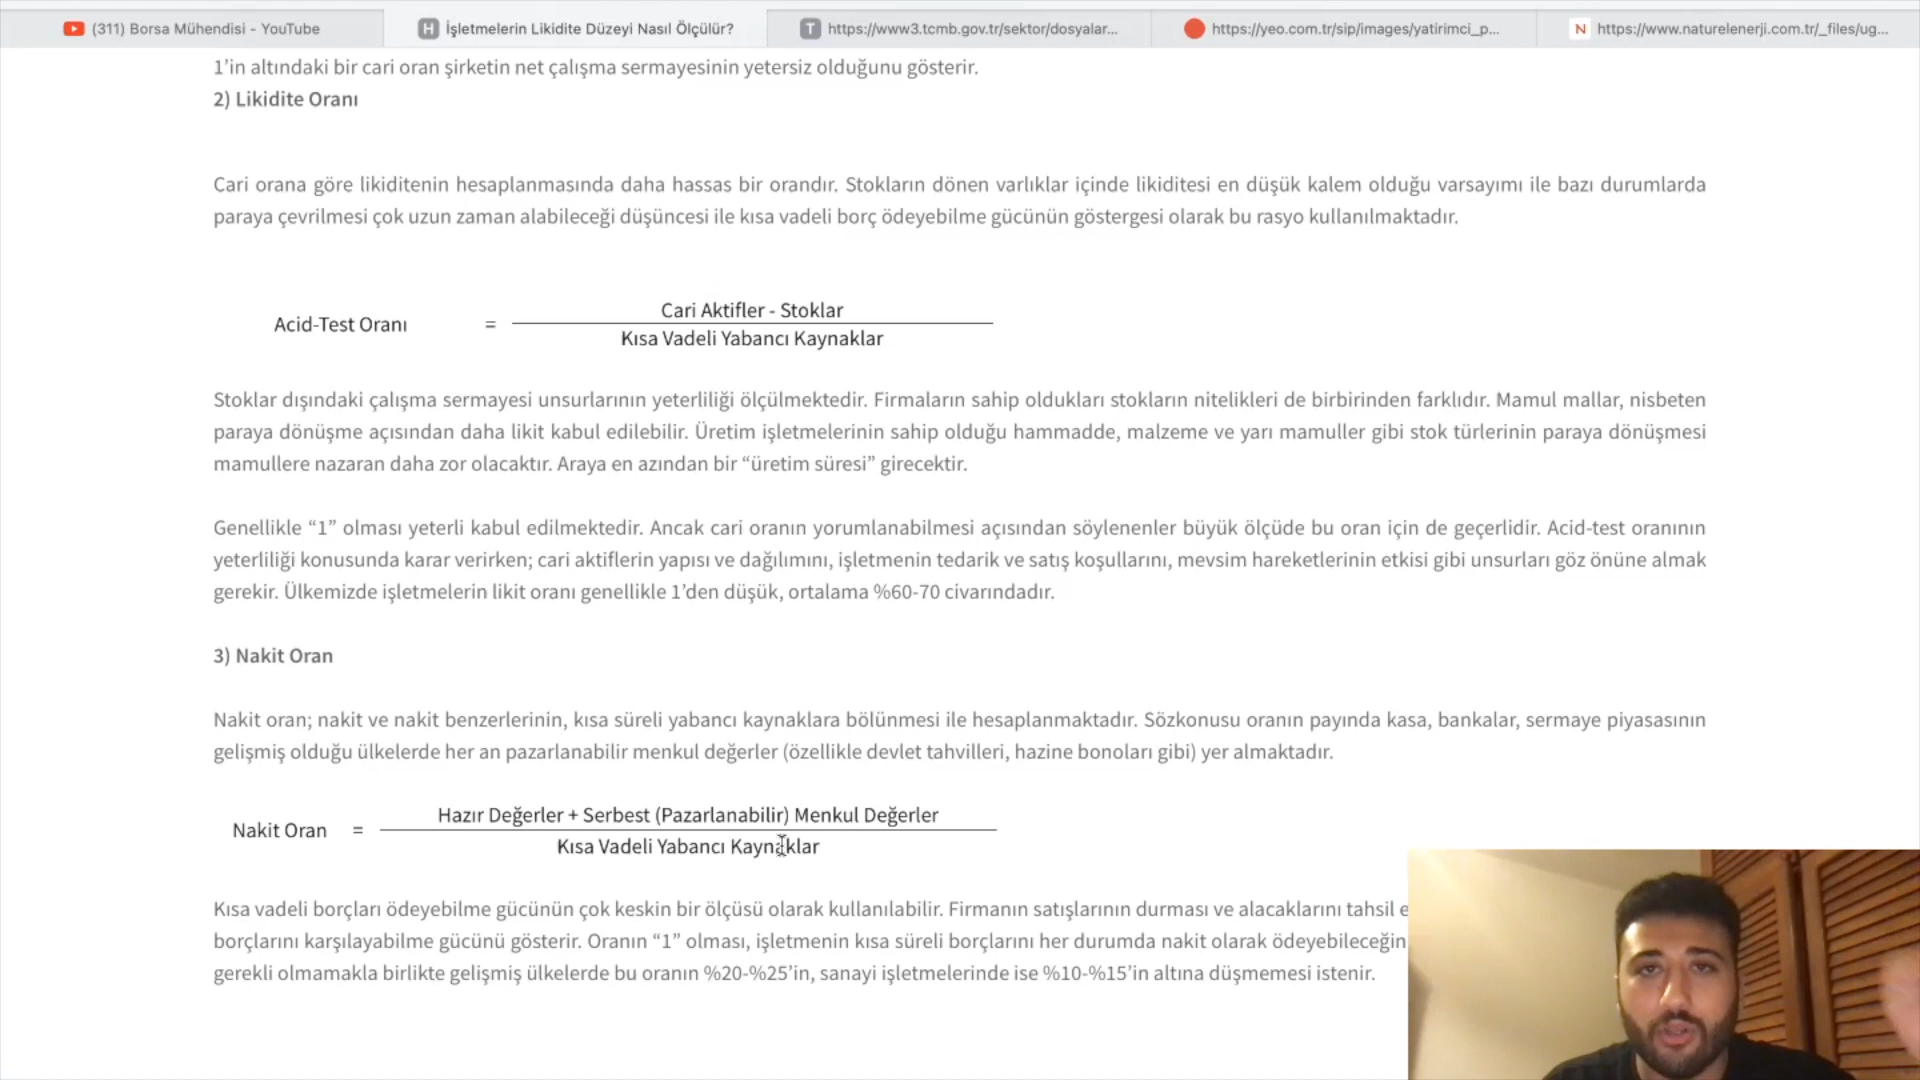 (311) Borsa Mühendisi - YouTube
H İşletmelerin Likidite Düzeyi Nasıl Ölçülür?
T https://www3.tcmb.gov.tr/sektor/dosyalar...
https://yeo.com.tr/sip/images/yatirimci_p...
N https://www.naturelenerji.com.tr/_files/ug...
1’in altındaki bir cari oran şirketin net çalışma sermayesinin yetersiz olduğunu gösterir.
2) Likidite Oranı
Cari orana göre likiditenin hesaplanmasında daha hassas bir orandır. Stokların dönen varlıklar içinde likiditesi en düşük kalem olduğu varsayımı ile bazı durumlarda
paraya çevrilmesi çok uzun zaman alabileceği düşüncesi ile kısa vadeli borç ödeyebilme gücünün göstergesi olarak bu rasyo kullanılmaktadır.
Cari Aktifler - Stoklar
Acid-Test Oranı =
Kısa Vadeli Yabancı Kaynaklar
Stoklar dışındaki çalışma sermayesi unsurlarının yeterliliği ölçülmektedir. Firmaların sahip oldukları stokların nitelikleri de birbirinden farklıdır. Mamul mallar, nisbeten
paraya dönüşme açısından daha likit kabul edilebilir. Üretim işletmelerinin sahip olduğu hammadde, malzeme ve yarı mamuller gibi stok türlerinin paraya dönüşmesi
mamullere nazaran daha zor olacaktır. Araya en azından bir “üretim süresi” girecektir.
Genellikle “1” olması yeterli kabul edilmektedir. Ancak cari oranın yorumlanabilmesi açısından söylenenler büyük ölçüde bu oran için de geçerlidir. Acid-test oranının
yeterliliği konusunda karar verirken; cari aktiflerin yapısı ve dağılımını, işletmenin tedarik ve satış koşullarını, mevsim hareketlerinin etkisi gibi unsurları göz önüne almak
gerekir. Ülkemizde işletmelerin likit oranı genellikle 1’den düşük, ortalama %60-70 civarındadır.
3) Nakit Oran
Nakit oran; nakit ve nakit benzerlerinin, kısa süreli yabancı kaynaklara bölünmesi ile hesaplanmaktadır. Sözkonusu oranın payında kasa, bankalar, sermaye piyasasının
gelişmiş olduğu ülkelerde her an pazarlanabilir menkul değerler (özellikle devlet tahvilleri, hazine bonoları gibi) yer almaktadır.
Hazır Değerler + Serbest (Pazarlanabilir) Menkul Değerler
Nakit Oran =
Kısa Vadeli Yabancı Kaynaklar
Kısa vadeli borçları ödeyebilme gücünün çok keskin bir ölçüsü olarak kullanılabilir. Firmanın satışlarının durması ve alacaklarını tahsil e
borçlarını karşılayabilme gücünü gösterir. Oranın “1” olması, işletmenin kısa süreli borçlarını her durumda nakit olarak ödeyebileceğin
gerekli olmamakla birlikte gelişmiş ülkelerde bu oranın %20-%25’in, sanayi işletmelerinde ise %10-%15’in altına düşmemesi istenir.